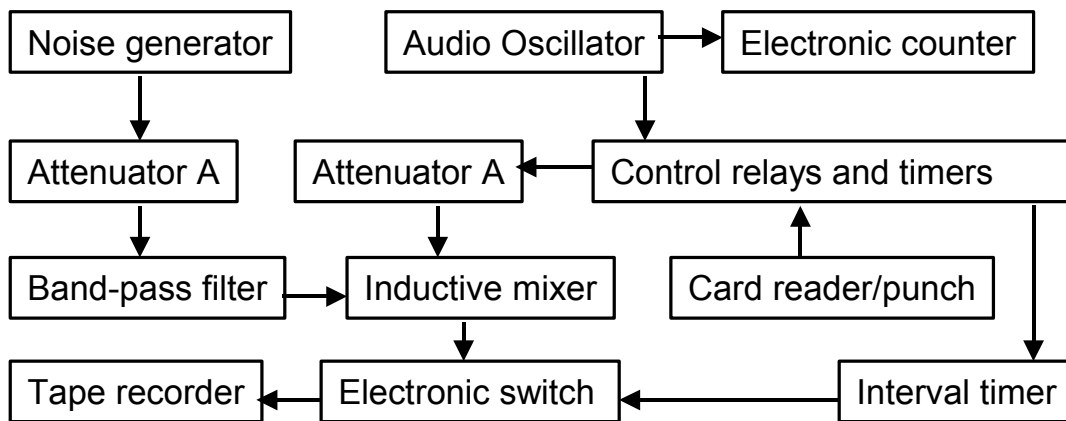 Noise generator
Audio Oscillator
Electronic counter
Attenuator A
Attenuator A
Control relays and timers
Band-pass filter
Inductive mixer
Card reader/punch
Tape recorder
Electronic switch
Interval timer